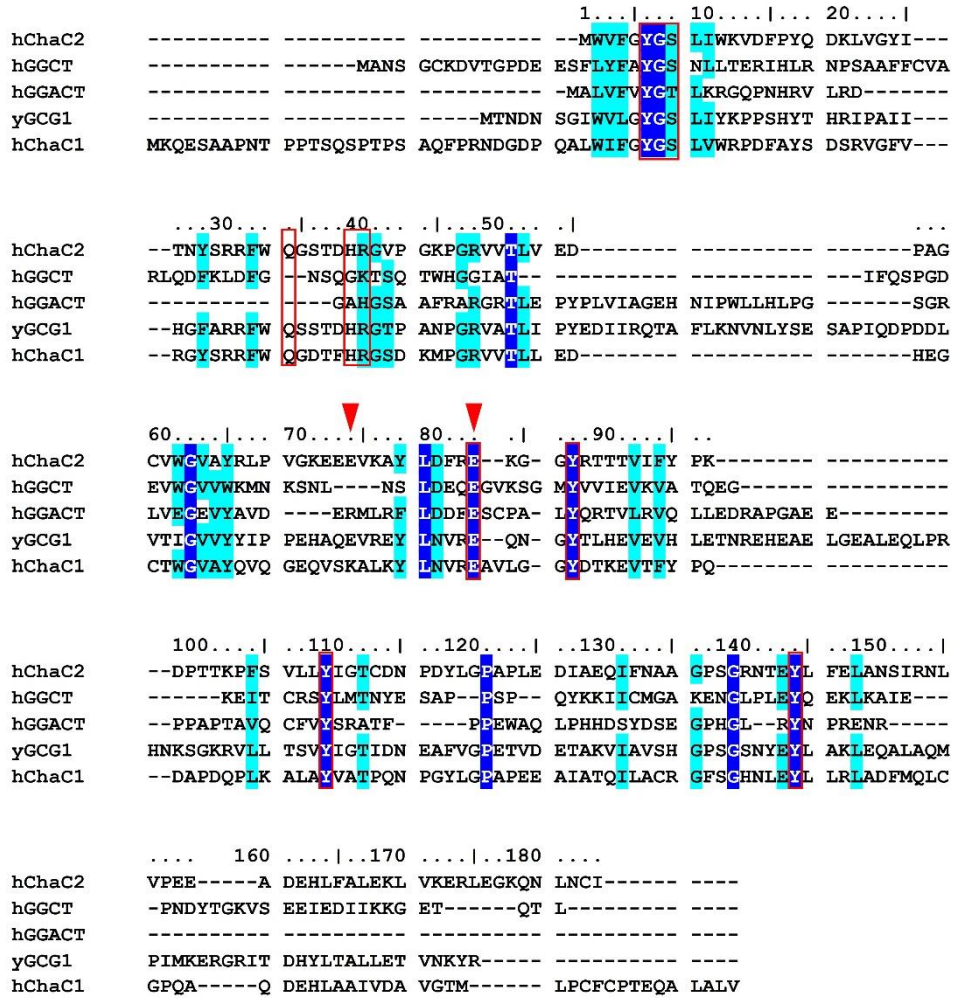 1...|... 10...|... 20....|
hChaC2 ---------- ---------- ---------- -----MWVFGYGS LIWKVDFPYQ DKLVGYI---
hGGCT ---------- -------MANS GCKDVTGPDE ESFLYFAYGS NLLTERIHLR NPSAAFFCVA
hGGACT ---------- ---------- ---------- ----MALVFVYGT LKRGQPNHRV LRD-------
yGCG1 ---------- ---------- -------MTNDN SGIWVLGYGS LIYKPPSHYT HRIPAII---
hChaC1 MKQESAAPNT PPTSQSPTPS AQFPRNDGDP QALWIFGYGS LVWRPDFAYS DSRVGFV---
...30....| ....40.... |....50.. ..|....... .......... ...
hChaC2 --TNYSRRFW QGSTDHRGVP GKPGRVVTLV ED-------- ---------- -------PAG
hGGCT RLQDFKLDFG --NSQGKTSQ TWHGGIAT-- ---------- ---------- ---IFQSPGD
hGGACT ---------- ----GAHGSA AFRARGRTLE PYPLVIAGEH NIPWLLHLPG -------SGR
yGCG1 --HGFARRFW QSSTDHRGTP ANPGRVATLI PYEDIIRQTA FLKNVNLYSE SAPIQDPDDL
hChaC1 --RGYSRRFW QGDTFHRGSD KMPGRVVTLL ED-------- ---------- -------HEG
60....|... 70....|... 80....| ...90....| ..
hChaC2 CVWGVAYRLP VGKEEEVKAY LDFRE--KG- GYRTTTVIFY PK-------- ----------
hGGCT EVWGVVWKMN KSNL----NS LDEQEGVKSG MYVVIEVKVA TQEG------ ----------
hGGACT LVEGEVYAVD ----ERMLRF LDDFESCPA- LYQRTVLRVQ LLEDRAPGAE E---------
yGCG1 VTIGVVYYIP PEHAQEVREY LNVRE--QN- GYTLHEVEVH LETNREHEAE LGEALEQLPR
hChaC1 CTWGVAYQVQ GEQVSKALKY LNVREAVLG- GYDTKEVTFY PQ-------- ----------
100....| ...110....| ...120....| ...130....| ...140....| ...150....|
hChaC2 --DPTTKPFS VLLYIGTCDN PDYLGPAPLE DIAEQIFNAA GPSGRNTEYL FELANSIRNL
hGGCT ------KEIT CRSYLMTNYE SAP--PSP-- QYKKIICMGA KENGLPLEYQ EKLKAIE---
hGGACT --PPAPTAVQ CFVYSRATF- ----PPEWAQ LPHHDSYDSE GPHGL--RYN PRENR-----
yGCG1 HNKSGKRVLL TSVYIGTIDN EAFVGPETVD ETAKVIAVSH GPSGSNYEYL AKLEQALAQM
hChaC1 --DAPDQPLK ALAYVATPQN PGYLGPAPEE AIATQILACR GFSGHNLEYL LRLADFMQLC
.... 160 ....|..170 ....|..180 ....
hChaC2 VPEE-----A DEHLFALEKL VKERLEGKQN LNCI------ ----
hGGCT -PNDYTGKVS EEIEDIIKKG ET------QT L--------- ----
hGGACT ---------- ---------- ---------- ---------- ----
yGCG1 PIMKERGRIT DHYLTALLET VNKYR----- ---------- ----
hChaC1 GPQA-----Q DEHLAAIVDA VGTM------ LPCFCPTEQA LALV